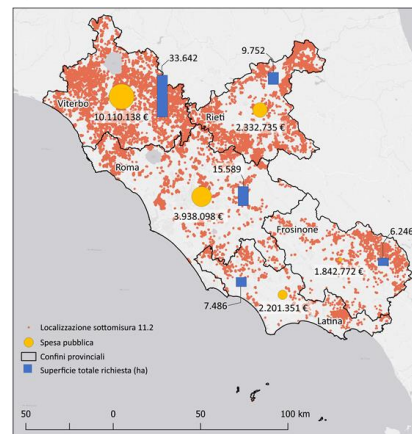 33.642
9.752
Viterbo
10.110.138 €
Rieti
2.332.735 €
Roma
15.589
3.938.098 €
Frosinone
6.246
1.842.772 €
7.486
2.201.351 €
Latina
Localizzazione sottomisura 11.2
Spesa pubblica
Confini provinciali
Superficie totale richiesta (ha)
50 0 50 100 km